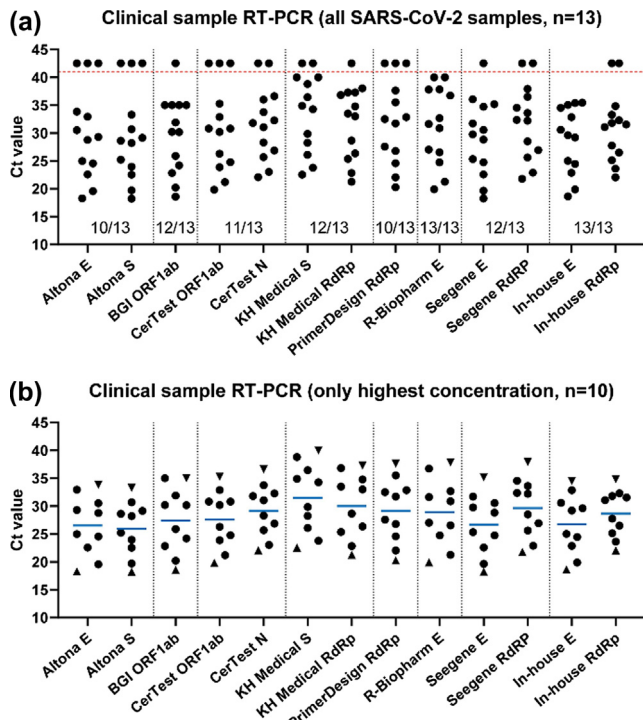 (a) Clinical sample RT-PCR (all SARS-CoV-2 samples, n=13)
Ct value
45
40
35
30
25
20
15
10
10/13 12/13 11/13 12/13 10/13 13/13 12/13 13/13
Altona E
Altona S
BGI ORF1ab
CerTest ORF1ab
CerTest N
KH Medical S
KH Medical RdRp
PrimerDesign RdRp
R-Biopharm E
Seegene E
Seegene RdRP
In-house E
In-house RdRp
(b) Clinical sample RT-PCR (only highest concentration, n=10)
Ct value
45
40
35
30
25
20
15
10
Altona E
Altona S
BGI ORF1ab
CerTest ORF1ab
CerTest N
KH Medical S
KH Medical RdRp
PrimerDesign RdRp
R-Biopharm E
Seegene E
Seegene RdRP
In-house E
In-house RdRp